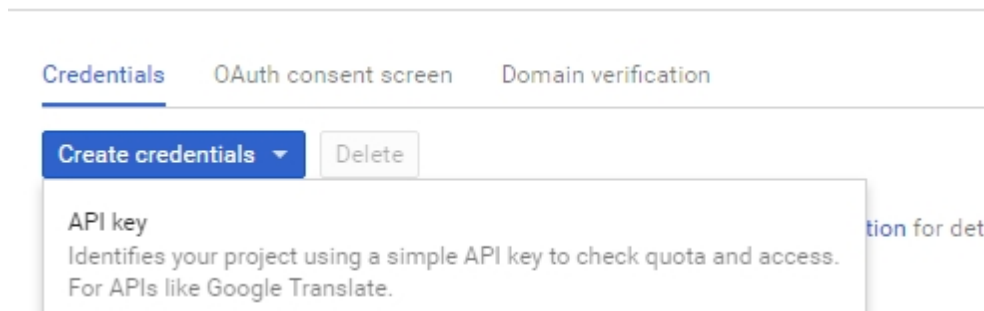 Credentials OAuth consent screen Domain verification
Create credentials Delete
API key
tion for det
Identifies your project using a simple API key to check quota and access.
For APIs like Google Translate.